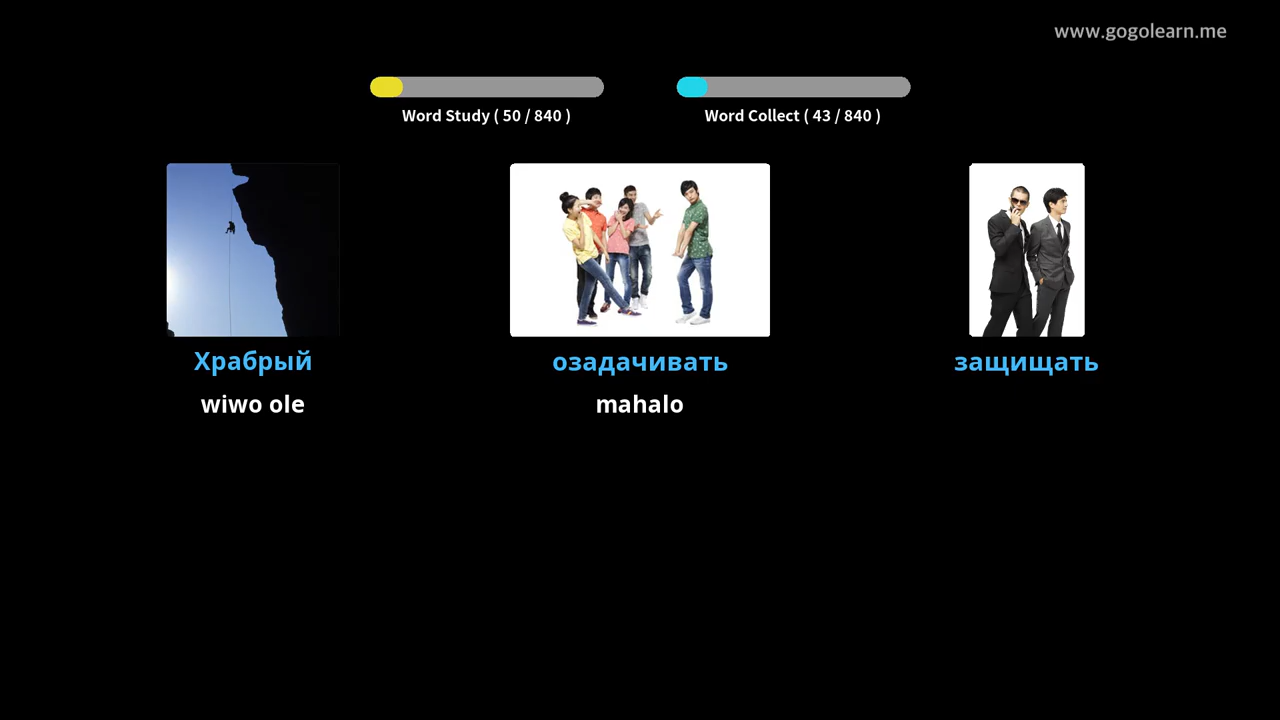 www.gogolearn.me
Word Study ( 50 / 840 )
Word Collect ( 43 / 840 )
Храбрый
озадачивать
защищать
wiwo ole
mahalo